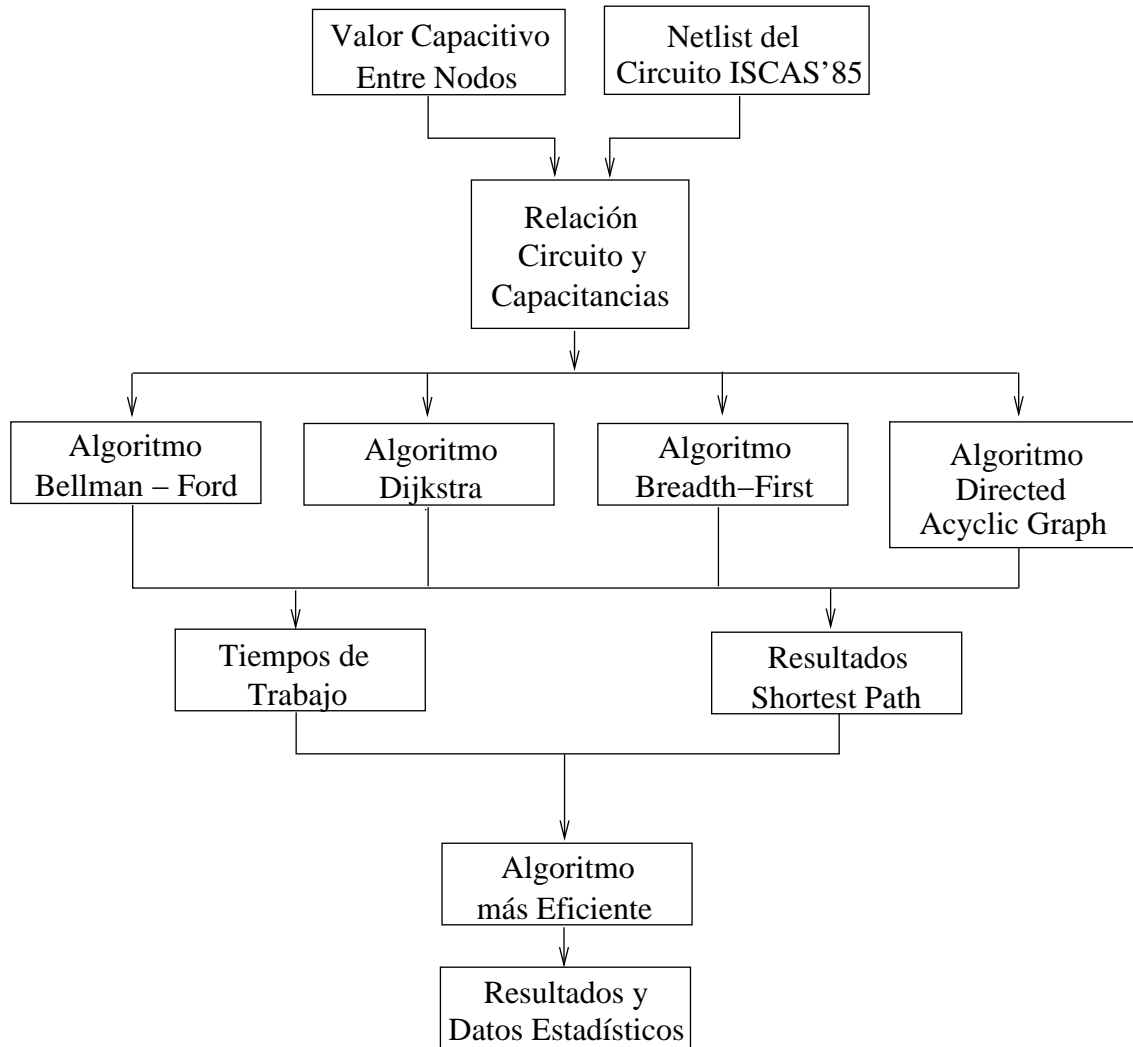 Valor Capacitivo
Entre Nodos
Netlist del
Circuito ISCAS’85
Relación
Circuito y
Capacitancias
Algoritmo
Bellman – Ford
Algoritmo
Dijkstra
Algoritmo
Breadth–First
Algoritmo
Directed
Acyclic Graph
Tiempos de
Trabajo
Resultados
Shortest Path
Algoritmo
más Eficiente
Resultados y
Datos Estadísticos